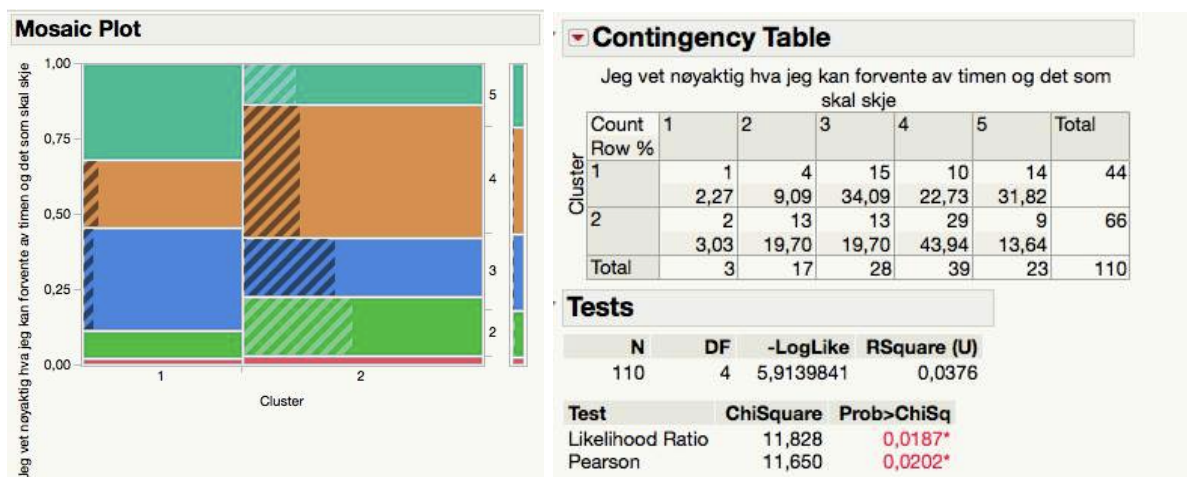 Mosaic Plot
Jeg vet nøyaktig hva jeg kan forvente av timen og det som skal skje
1,00
0,75
0,50
0,25
0,00
5
4
3
2
1 2
Cluster
Contingency Table
Jeg vet nøyaktig hva jeg kan forvente av timen og det som
skal skje
Cluster
Count 1 2 3 4 5 Total
Row %
1 1 4 15 10 14 44
2,27 9,09 34,09 22,73 31,82
2 2 13 13 29 9 66
3,03 19,70 19,70 43,94 13,64
Total 3 17 28 39 23 110
Tests
N DF -LogLike RSquare (U)
110 4 5,9139841 0,0376
Test ChiSquare Prob>ChiSq
Likelihood Ratio 11,828 0,0187*
Pearson 11,650 0,0202*